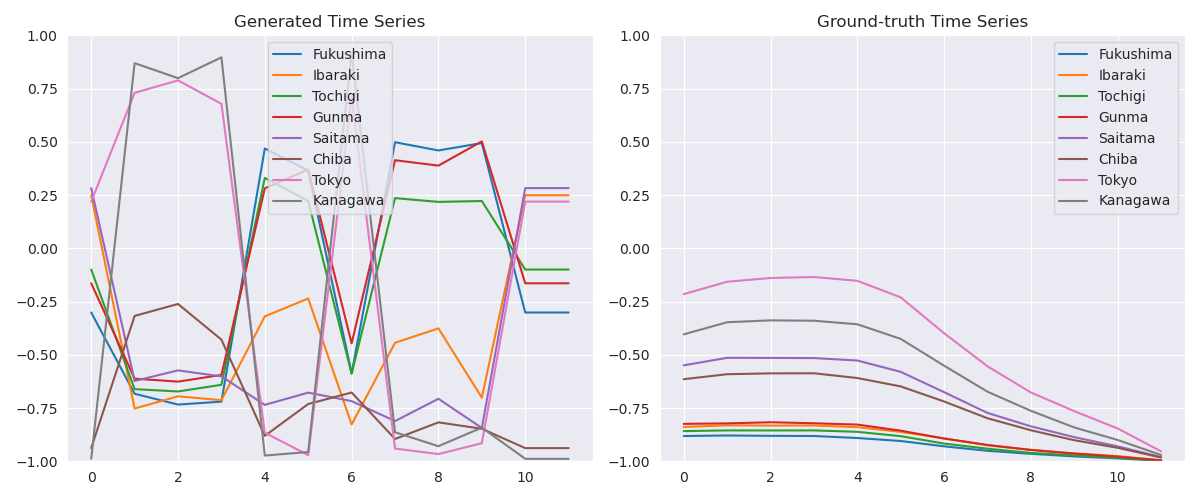 Generated Time Series
1.00
0.75
0.50
0.25
0.00
−0.25
−0.50
−0.75
−1.00
0 2 4 6 8 10
Fukushima
Ibaraki
Tochigi
Gunma
Saitama
Chiba
Tokyo
Kanagawa
Ground-truth Time Series
1.00
0.75
0.50
0.25
0.00
−0.25
−0.50
−0.75
−1.00
0 2 4 6 8 10
Fukushima
Ibaraki
Tochigi
Gunma
Saitama
Chiba
Tokyo
Kanagawa